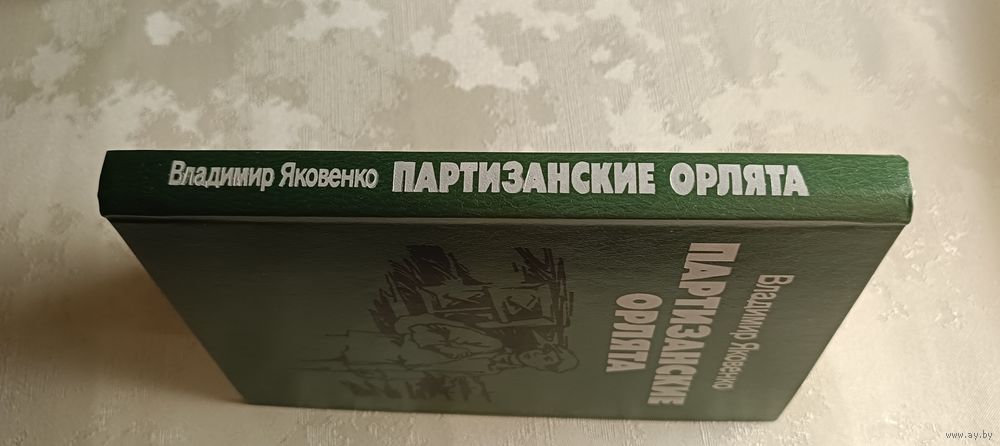 Владимир Яковенко ПАРТИЗАНСКИЕ ОРЛЯТА
Владимир Яковенко
ПАРТИЗАНСКИЕ
ОРЛЯТА
www.ay.by